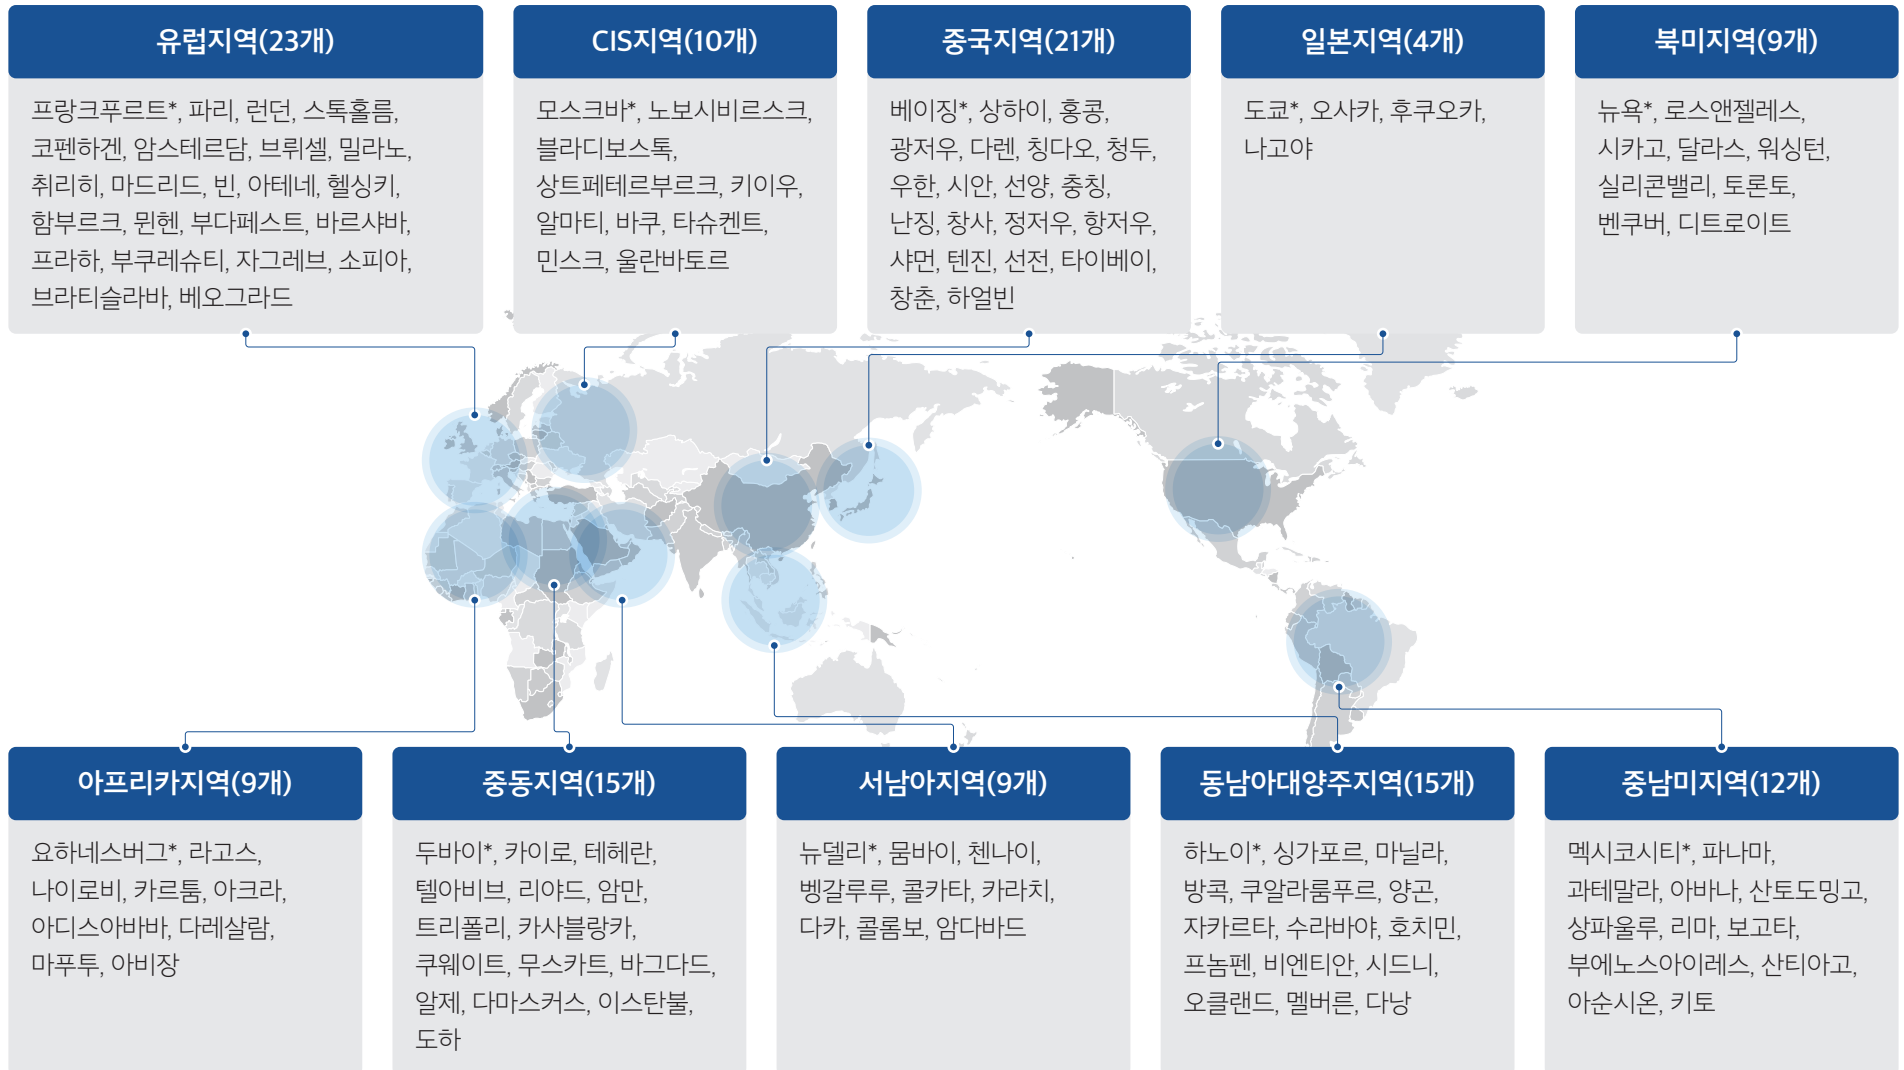 유럽지역(23개)
프랑크푸르트*, 파리, 런던, 스톡홀름,
코펜하겐, 암스테르담, 브뤼셀, 밀라노,
취리히, 마드리드, 빈, 아테네, 헬싱키,
함부르크, 뮌헨, 부다페스트, 바르샤바,
프라하, 부쿠레슈티, 자그레브, 소피아,
브라티슬라바, 베오그라드
CIS지역(10개)
모스크바*, 노보시비르스크,
블라디보스톡,
상트페테르부르크, 키이우,
알마티, 바쿠, 타슈켄트,
민스크, 울란바토르
중국지역(21개)
베이징*, 상하이, 홍콩,
광저우, 다롄, 칭다오, 청두,
우한, 시안, 선양, 충칭,
난징, 창사, 정저우, 항저우,
샤먼, 텐진, 선전, 타이베이,
창춘, 하얼빈
일본지역(4개)
도쿄*, 오사카, 후쿠오카,
나고야
북미지역(9개)
뉴욕*, 로스앤젤레스,
시카고, 달라스, 워싱턴,
실리콘밸리, 토론토,
벤쿠버, 디트로이트
아프리카지역(9개)
요하네스버그*, 라고스,
나이로비, 카르툼, 아크라,
아디스아바바, 다레살람,
마푸투, 아비장
중동지역(15개)
두바이*, 카이로, 테헤란,
텔아비브, 리야드, 암만,
트리폴리, 카사블랑카,
쿠웨이트, 무스카트, 바그다드,
알제, 다마스커스, 이스탄불,
도하
서남아지역(9개)
뉴델리*, 뭄바이, 첸나이,
벵갈루루, 콜카타, 카라치,
다카, 콜롬보, 암다바드
동남아대양주지역(15개)
하노이*, 싱가포르, 마닐라,
방콕, 쿠알라룸푸르, 양곤,
자카르타, 수라바야, 호치민,
프놈펜, 비엔티안, 시드니,
오클랜드, 멜버른, 다낭
중남미지역(12개)
멕시코시티*, 파나마,
과테말라, 아바나, 산토도밍고,
상파울루, 리마, 보고타,
부에노스아이레스, 산티아고,
아순시온, 키토